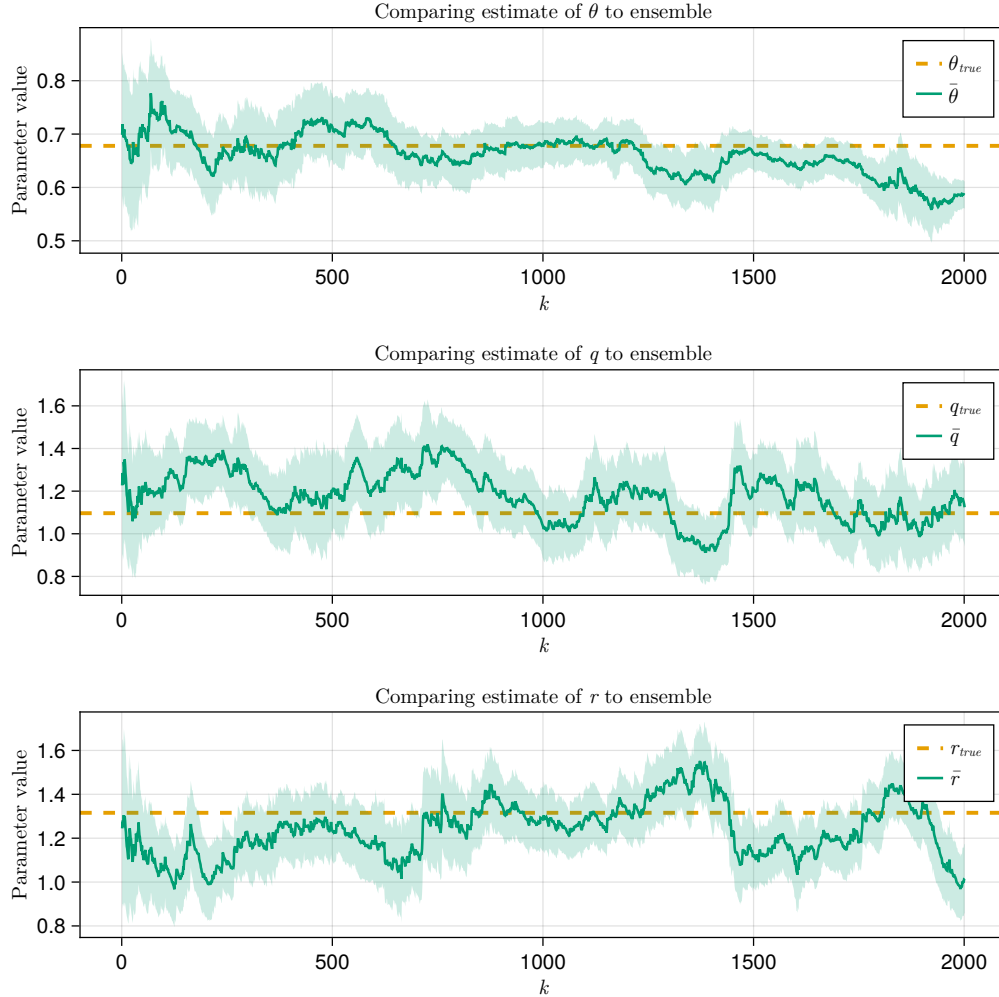 Comparing estimate of θ to ensemble
Parameter value
0.8
0.7
0.6
0.5
θ_true
θ̄
0 500 1000 1500 2000
k
Comparing estimate of q to ensemble
Parameter value
1.6
1.4
1.2
1.0
0.8
q_true
q̄
0 500 1000 1500 2000
k
Comparing estimate of r to ensemble
Parameter value
1.6
1.4
1.2
1.0
0.8
r_true
r̄
0 500 1000 1500 2000
k